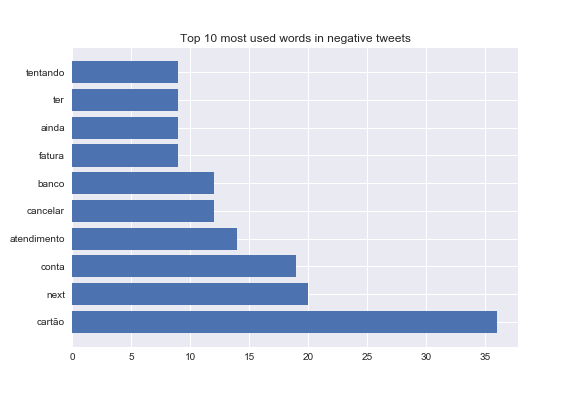 Top 10 most used words in negative tweets
tentando
ter
ainda
fatura
banco
cancelar
atendimento
conta
next
cartão
0 5 10 15 20 25 30 35